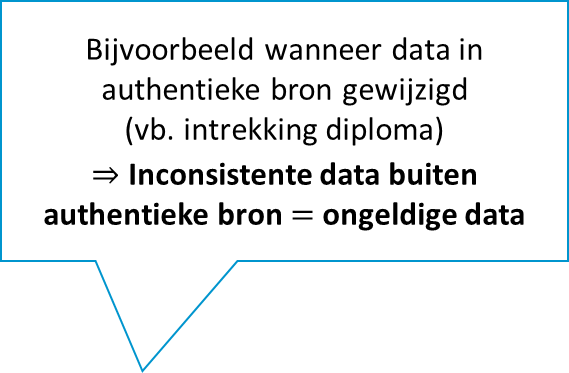 Bijvoorbeeld wanneer data in
authentieke bron gewijzigd
(vb. intrekking diploma)
⇒ Inconsistente data buiten
authentieke bron = ongeldige data